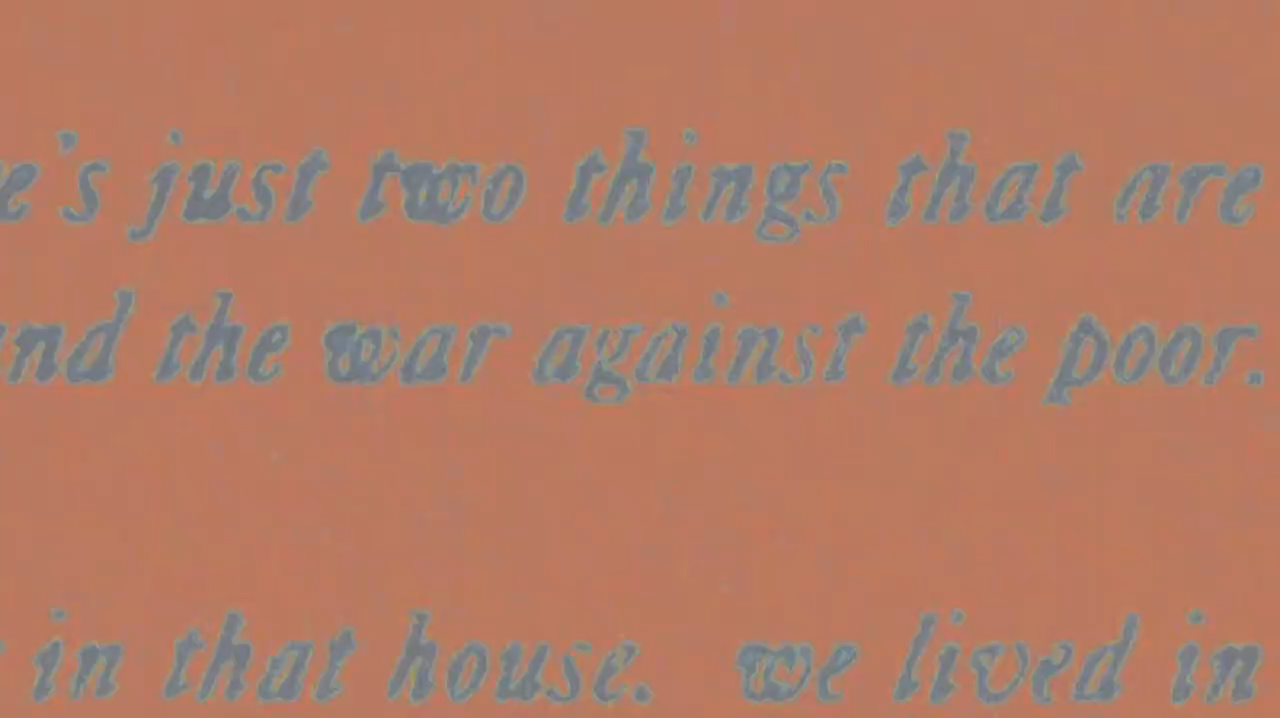 e's just two things that are
nd the war against the poor.
in that house. we lived in